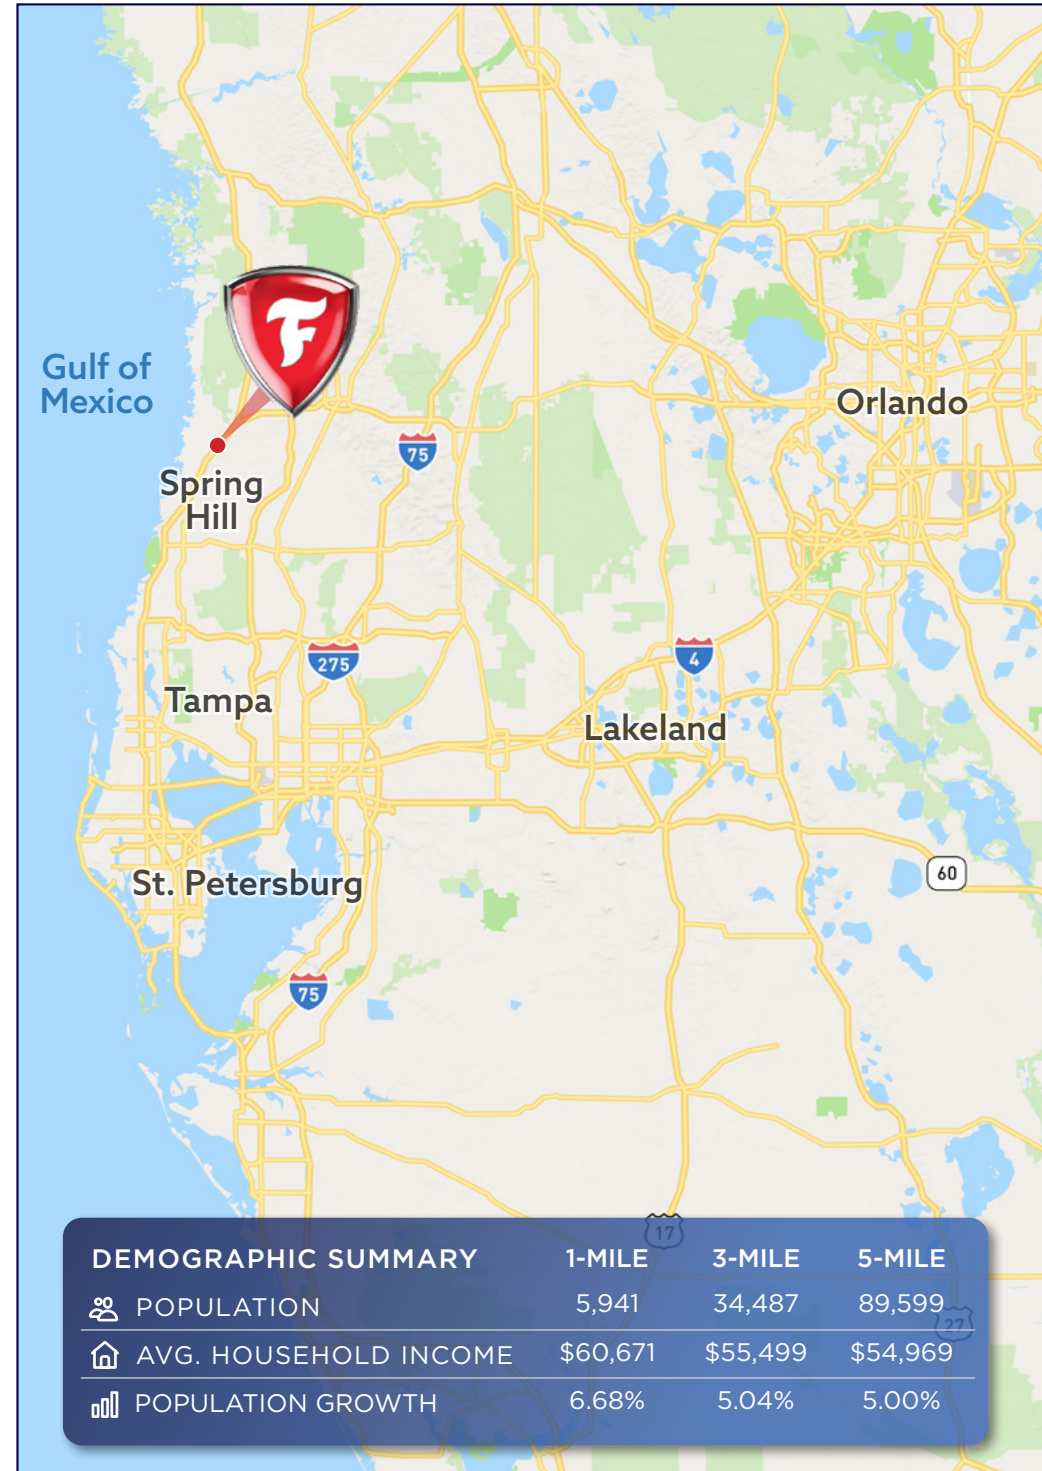 F
Gulf of
Mexico
Orlando
75
Spring
Hill
275
4
Tampa
Lakeland
60
St. Petersburg
75
17
DEMOGRAPHIC SUMMARY 1-MILE 3-MILE 5-MILE
POPULATION 5,941 34,487 89,599
27
AVG. HOUSEHOLD INCOME $60,671 $55,499 $54,969
POPULATION GROWTH 6.68% 5.04% 5.00%